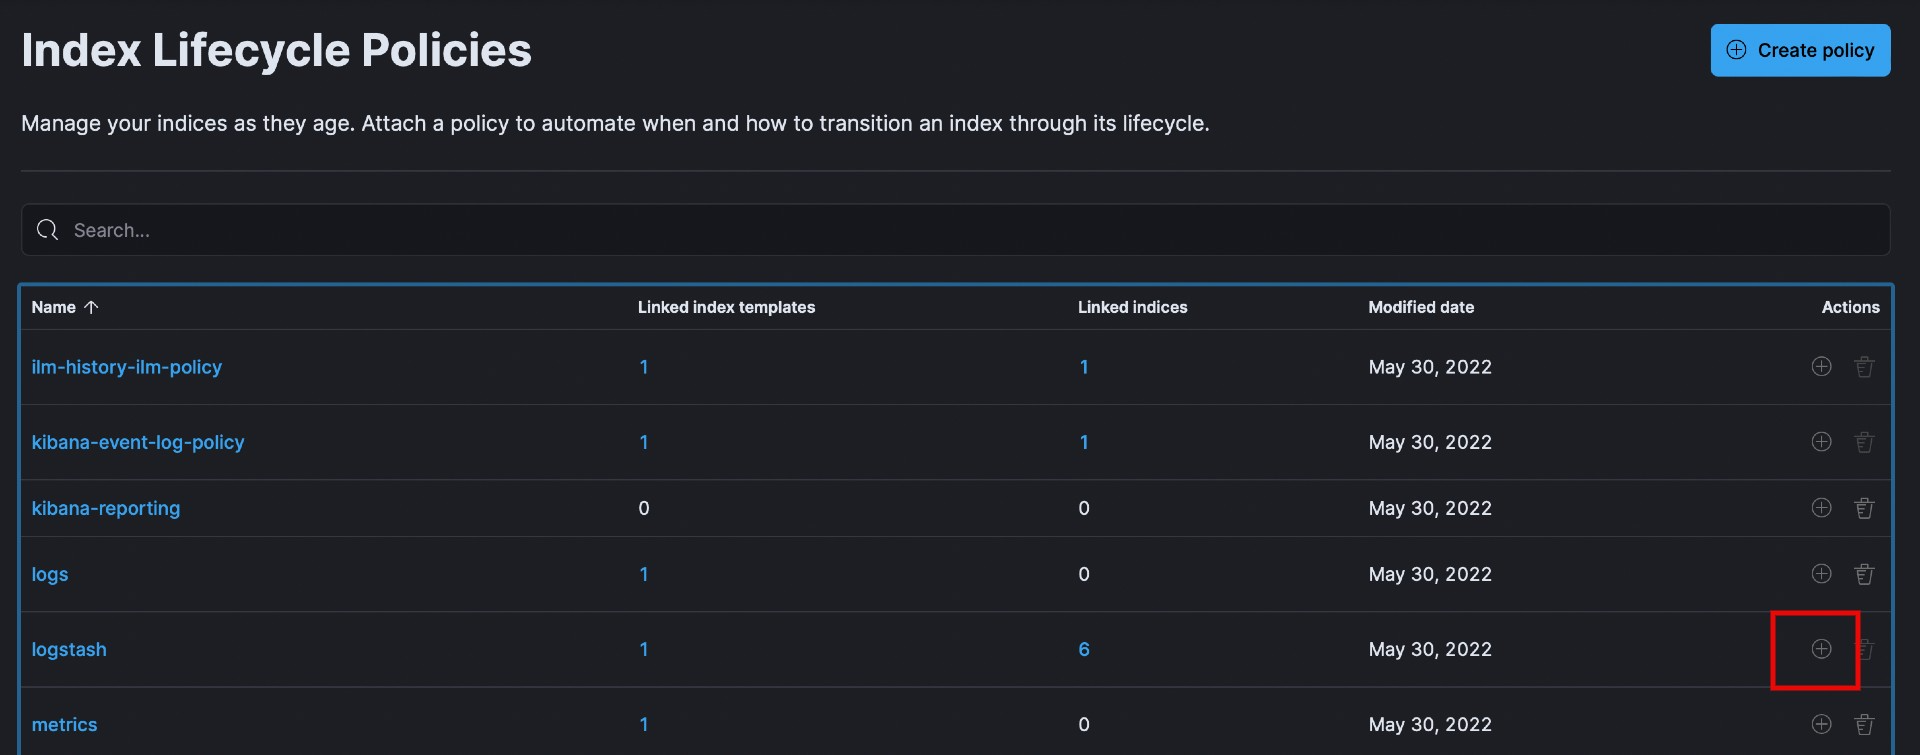 Index Lifecycle Policies
Create policy
Manage your indices as they age. Attach a policy to automate when and how to transition an index through its lifecycle.
Search...
Name Linked index templates Linked indices Modified date Actions
ilm-history-ilm-policy 1 1 May 30, 2022
kibana-event-log-policy 1 1 May 30, 2022
kibana-reporting 0 0 May 30, 2022
logs 1 0 May 30, 2022
logstash 1 6 May 30, 2022
metrics 1 0 May 30, 2022